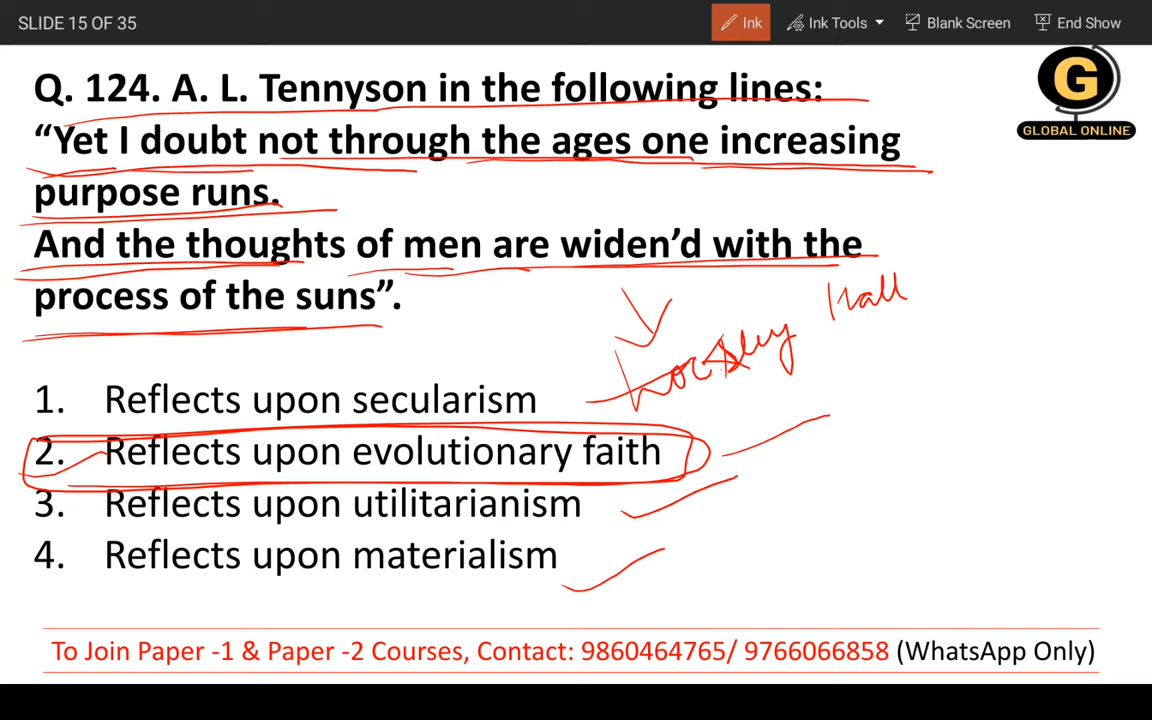 SLIDE 15 OF 35
Ink
Ink Tools
Blank Screen
End Show
Q. 124. A. L. Tennyson in the following lines:
“Yet I doubt not through the ages one increasing
purpose runs.
And the thoughts of men are widen’d with the
process of the suns”.
G
GLOBAL ONLINE
Hall
1. Reflects upon secularism
2. Reflects upon evolutionary faith
3. Reflects upon utilitarianism
4. Reflects upon materialism
To Join Paper -1 & Paper -2 Courses, Contact: 9860464765/ 9766066858 (WhatsApp Only)